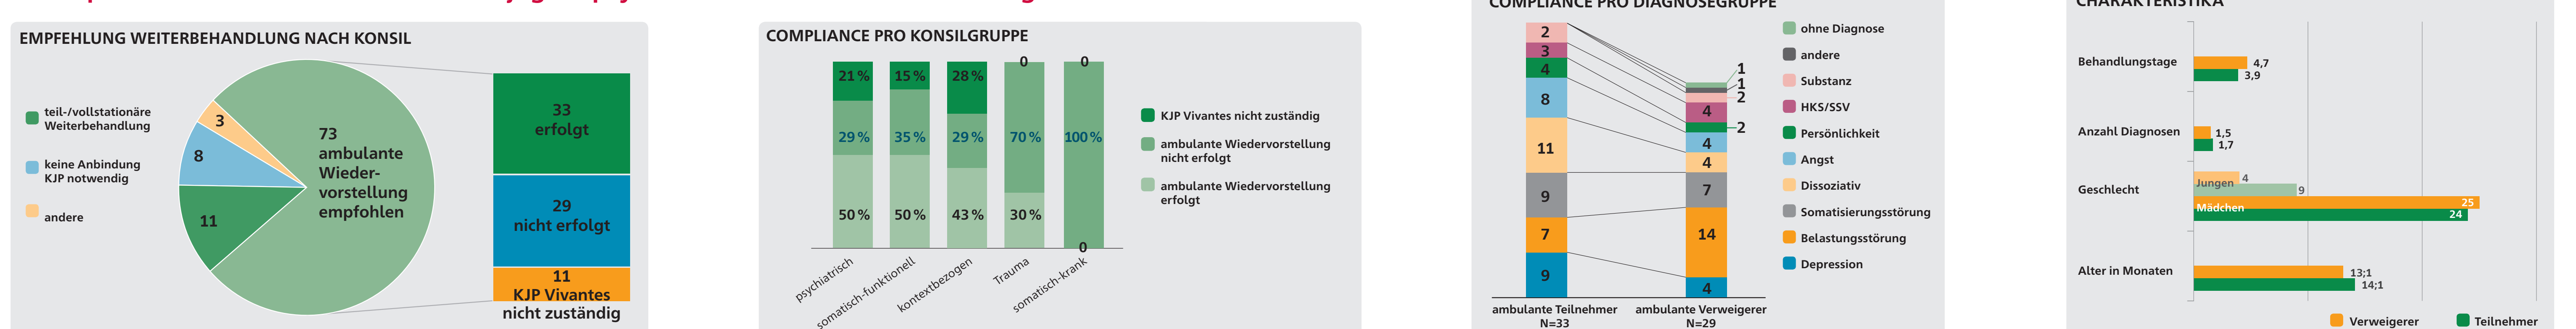 EMPFEHLUNG WEITERBEHANDLUNG NACH KONSIL
teil-/vollstationäre
Weiterbehandlung
keine Anbindung
KJP notwendig
andere
3
8
11
73
ambulante
Wieder-
vorstellung
empfohlen
33
erfolgt
29
nicht erfolgt
11
KJP Vivantes
nicht zuständig
COMPLIANCE PRO KONSILGRUPPE
21 % 15 % 28 % 0 0
29 % 35 % 29 % 70 % 100 %
50 % 50 % 43 % 30 % 0
psychiatrisch
somatisch-funktionell
kontextbezogen
Trauma
somatisch-krank
KJP Vivantes nicht zuständig
ambulante Wiedervorstellung
nicht erfolgt
ambulante Wiedervorstellung
erfolgt
COMPLIANCE PRO DIAGNOSEGRUPPE
2
3
4
8
11
9
7
9
1
1
2
4
2
4
4
7
14
4
ambulante Teilnehmer
N=33
ambulante Verweigerer
N=29
ohne Diagnose
andere
Substanz
HKS/SSV
Persönlichkeit
Angst
Dissoziativ
Somatisierungsstörung
Belastungsstörung
Depression
CHARAKTERISTIKA
Behandlungstage
4,7
3,9
Anzahl Diagnosen
1,5
1,7
Geschlecht
Jungen
4
9
Mädchen
25
24
Alter in Monaten
13;1
14;1
Verweigerer
Teilnehmer